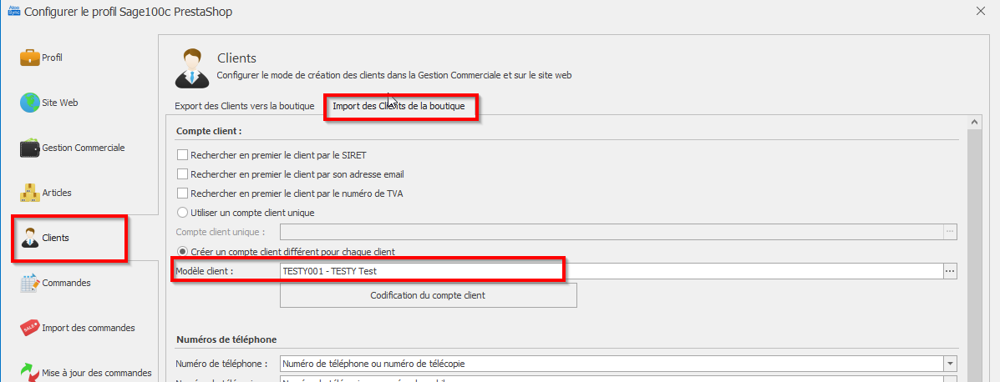 Atoo
Sync
Configurer le profil Sage100c PrestaShop
Profil
Site Web
Gestion Commerciale
Articles
Clients
Commandes
Import des commandes
Mise à jour des commandes
Clients
Configurer le mode de création des clients dans la Gestion Commerciale et sur le site web
Export des Clients vers la boutique
Import des Clients de la boutique
Compte client :
Rechercher en premier le client par le SIRET
Rechercher en premier le client par son adresse email
Rechercher en premier le client par le numéro de TVA
Utiliser un compte client unique
Compte client unique :
...
Créer un compte client différent pour chaque client
Modèle client : TESTY001 - TESTY Test
...
Codification du compte client
Numéros de téléphone
Numéro de téléphone : Numéro de téléphone ou numéro de télécopie